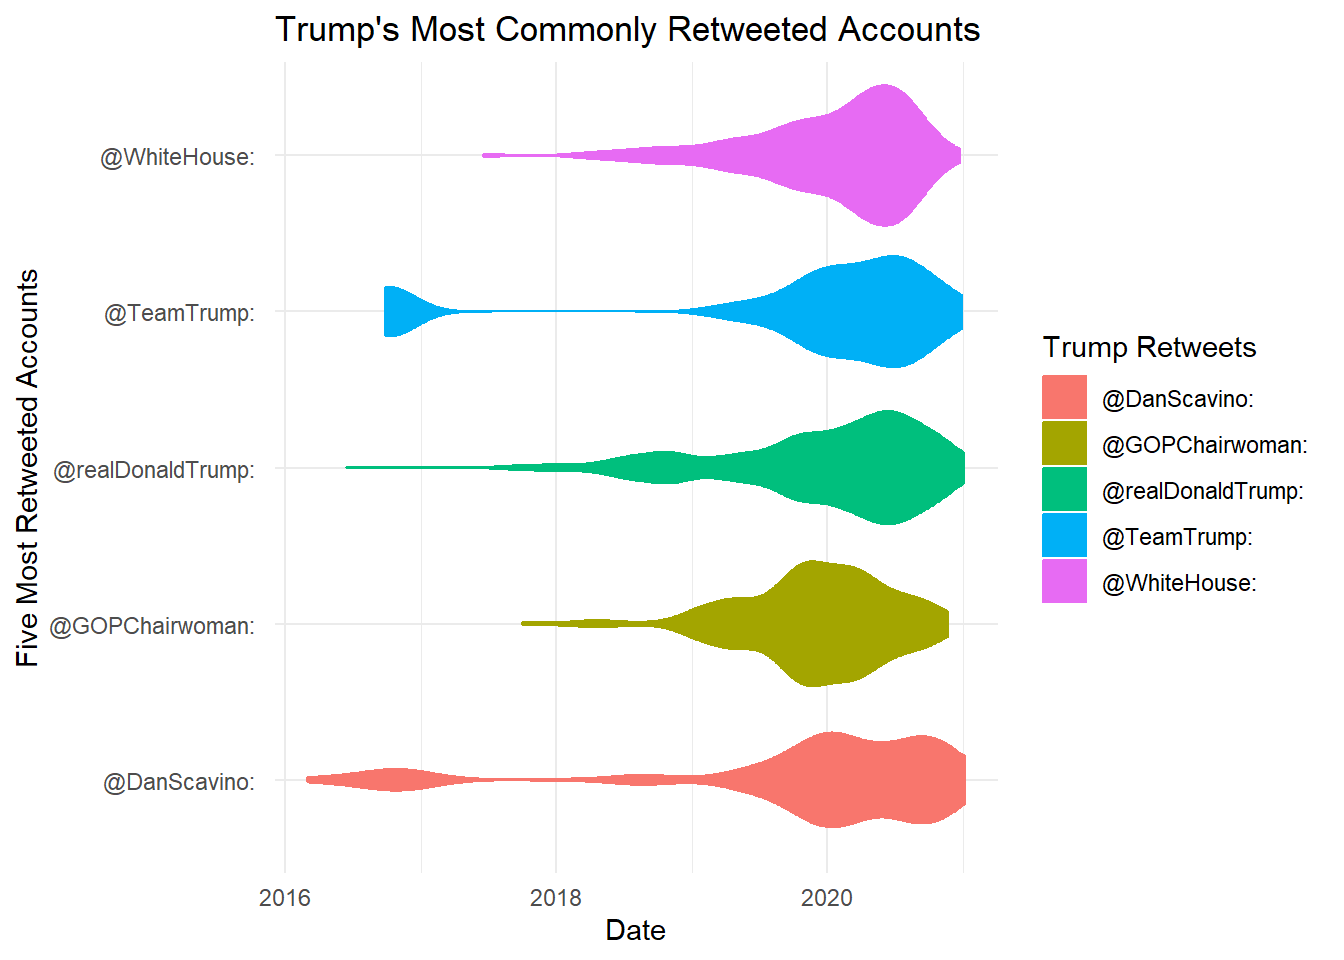 Trump's Most Commonly Retweeted Accounts
Five Most Retweeted Accounts
@WhiteHouse:
@TeamTrump:
@realDonaldTrump:
@GOPChairwoman:
@DanScavino:
2016
2018
2020
Date
Trump Retweets
@DanScavino:
@GOPChairwoman:
@realDonaldTrump:
@TeamTrump:
@WhiteHouse: